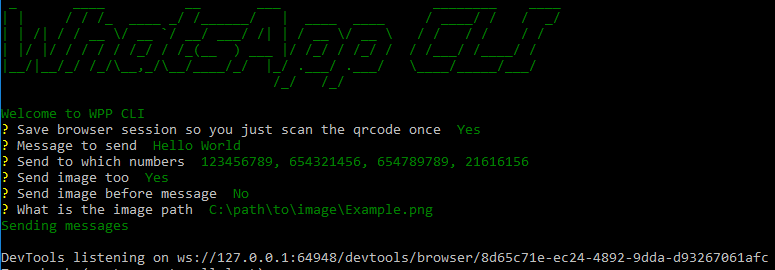 WhatsApp CLI
Welcome to WPP CLI
? Save browser session so you just scan the qrcode once Yes
? Message to send Hello World
? Send to which numbers 123456789, 654321456, 654789789, 21616156
? Send image too Yes
? Send image before message No
? What is the image path C:\path\to\image\Example.png
Sending messages
DevTools listening on ws://127.0.0.1:64948/devtools/browser/8d65c71e-ec24-4892-9dda-d93267061afc